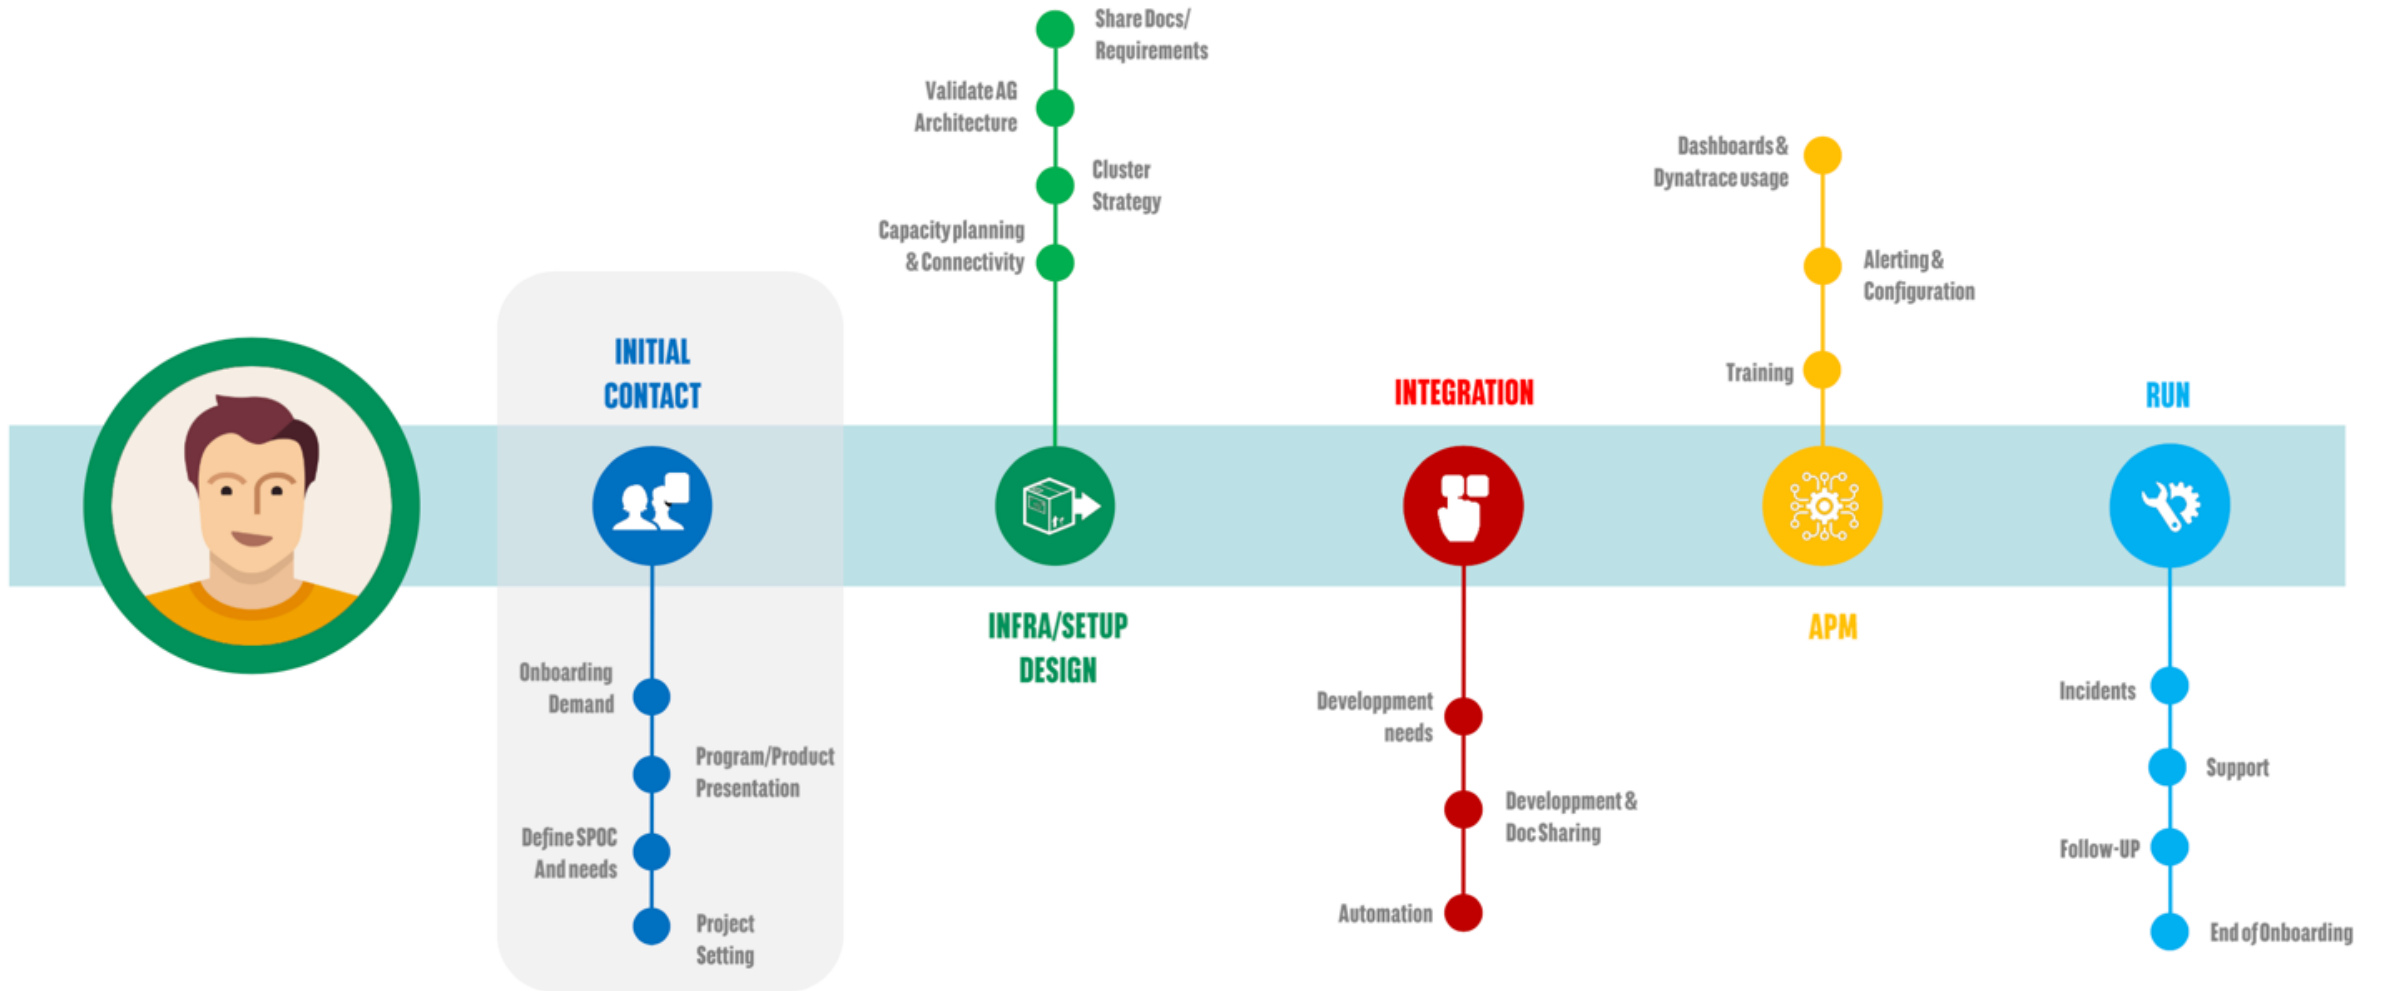 INITIAL
CONTACT
Onboarding
Demand
Program/Product
Presentation
Define SPOC
And needs
Project
Setting
Share Docs/
Requirements
Validate AG
Architecture
Cluster
Strategy
Capacity planning
& Connectivity
INFRA/SETUP
DESIGN
INTEGRATION
Developpment
needs
Developpment &
Doc Sharing
Automation
Dashboards &
Dynatrace usage
Alerting &
Configuration
Training
APM
RUN
Incidents
Support
Follow-UP
End of Onboarding